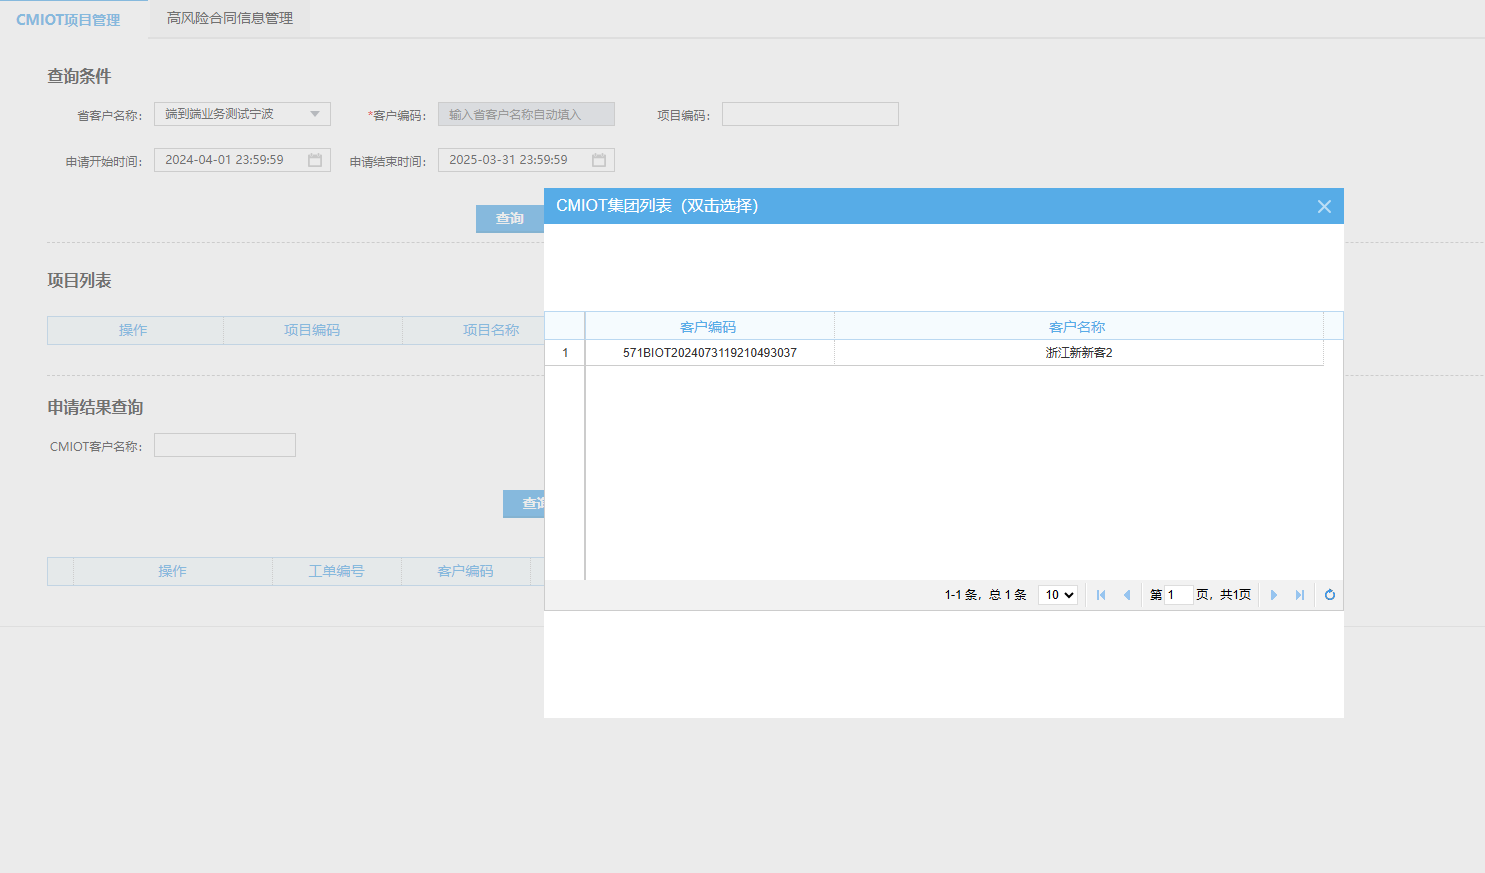 CMIOT项目管理 高风险合同信息管理
查询条件
省客户名称： 端到端业务测试宁波 *客户编码： 输入省客户名称自动填入 项目编码：
申请开始时间： 2024-04-01 23:59:59 申请结束时间： 2025-03-31 23:59:59
查询
项目列表
操作 项目编码 项目名称
申请结果查询
CMIOT客户名称：
查询
操作 工单编号 客户编码
CMIOT集团列表（双击选择）
客户编码 客户名称
1 571BIOT2024073119210493037 浙江新新客2
1-1 条，总 1 条 10 第 1 页，共1页